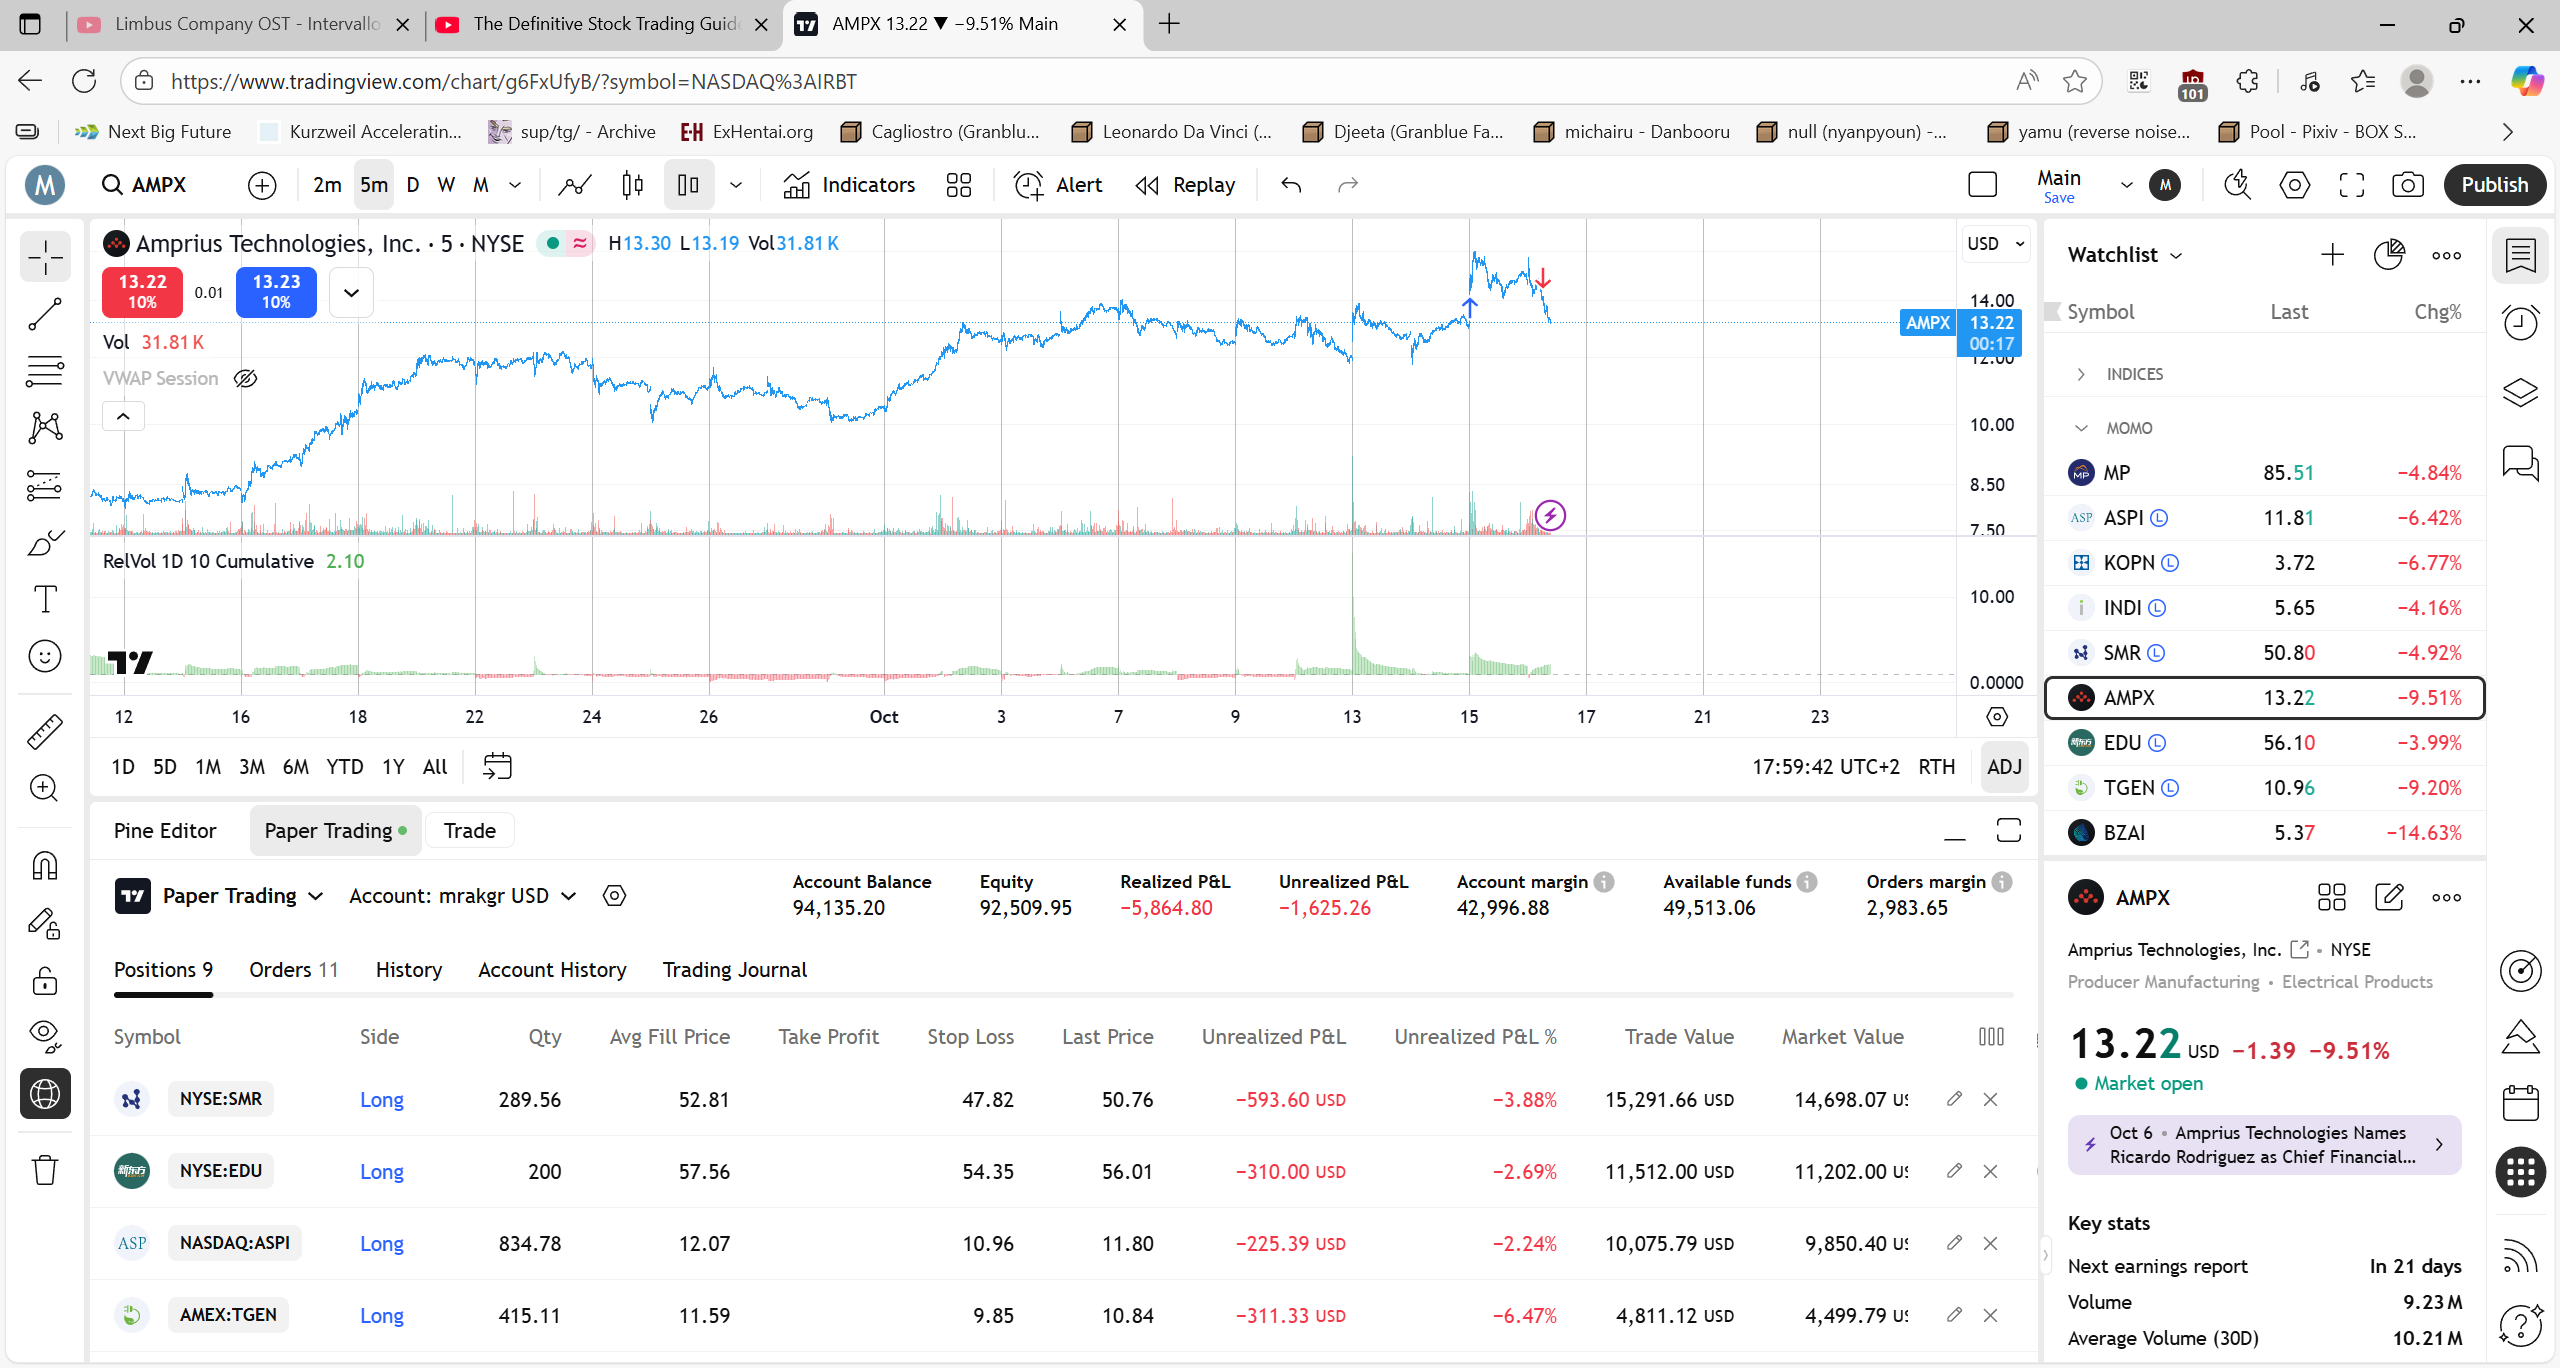 Limbus Company OST - Intervallo
The Definitive Stock Trading Guide
AMPX 13.22 ▼ −9.51% Main
https://www.tradingview.com/chart/g6FxUfyB/?symbol=NASDAQ%3AIRBT
101
Next Big Future
Kurzweil Acceleratin...
sup/tg/ - Archive
E-H ExHentai.org
Cagliostro (Granblu...
Leonardo Da Vinci (...
Djeeta (Granblue Fa...
michairu - Danbooru
null (nyanpyoun) -...
yamu (reverse noise...
Pool - Pixiv - BOX S...
M
AMPX
2m 5m D W M
Indicators
Alert
Replay
Main
Save
M
Publish
Amprius Technologies, Inc. · 5 · NYSE
H13.30 L13.19 Vol31.81 K
13.22
10%
0.01
13.23
10%
Vol 31.81 K
VWAP Session
USD
14.00
AMPX 13.22
00:17
12.00
10.00
8.50
7.50
RelVol 1D 10 Cumulative 2.10
10.00
0.0000
12 16 18 22 24 26 Oct 3 7 9 13 15 17 21 23
1D 5D 1M 3M 6M YTD 1Y All
17:59:42 UTC+2 RTH ADJ
Pine Editor
Paper Trading
Trade
Paper Trading
Account: mrakgr USD
Account Balance
94,135.20
Equity
92,509.95
Realized P&L
−5,864.80
Unrealized P&L
−1,625.26
Account margin
42,996.88
Available funds
49,513.06
Orders margin
2,983.65
Positions 9
Orders 11
History
Account History
Trading Journal
Symbol Side Qty Avg Fill Price Take Profit Stop Loss Last Price Unrealized P&L Unrealized P&L % Trade Value Market Value
NYSE:SMR Long 289.56 52.81 47.82 50.76 −593.60 USD −3.88% 15,291.66 USD 14,698.07
新东方 NYSE:EDU Long 200 57.56 54.35 56.01 −310.00 USD −2.69% 11,512.00 USD 11,202.00
ASP NASDAQ:ASPI Long 834.78 12.07 10.96 11.80 −225.39 USD −2.24% 10,075.79 USD 9,850.40
AMEX:TGEN Long 415.11 11.59 9.85 10.84 −311.33 USD −6.47% 4,811.12 USD 4,499.79
Watchlist
Symbol Last Chg%
INDICES
MOMO
MP MP 85.51 −4.84%
ASP ASPI L 11.81 −6.42%
KOPN L 3.72 −6.77%
i INDI L 5.65 −4.16%
SMR L 50.80 −4.92%
AMPX 13.22 −9.51%
新东方 EDU L 56.10 −3.99%
TGEN L 10.96 −9.20%
BZAI 5.37 −14.63%
AMPX
Amprius Technologies, Inc. • NYSE
Producer Manufacturing • Electrical Products
13.22 USD −1.39 −9.51%
Market open
Oct 6 • Amprius Technologies Names
Ricardo Rodriguez as Chief Financial...
Key stats
Next earnings report In 21 days
Volume 9.23 M
Average Volume (30D) 10.21 M